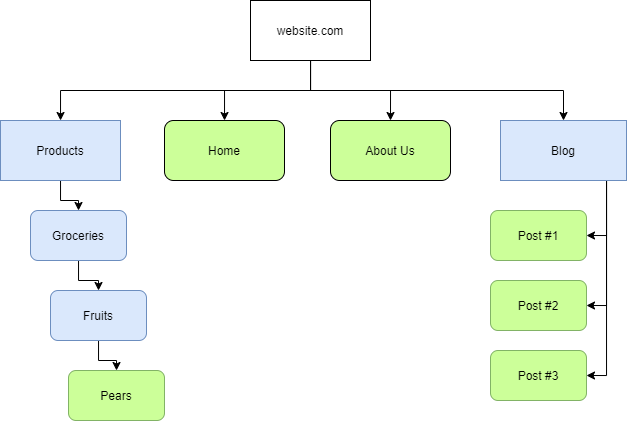 website.com
Products
Home
About Us
Blog
Groceries
Post #1
Fruits
Post #2
Pears
Post #3